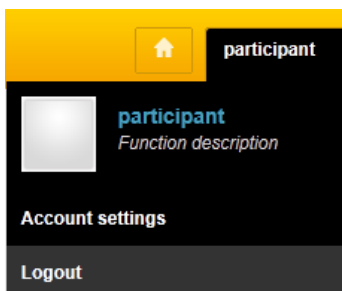 participant
participant
Function description
Account settings
Logout